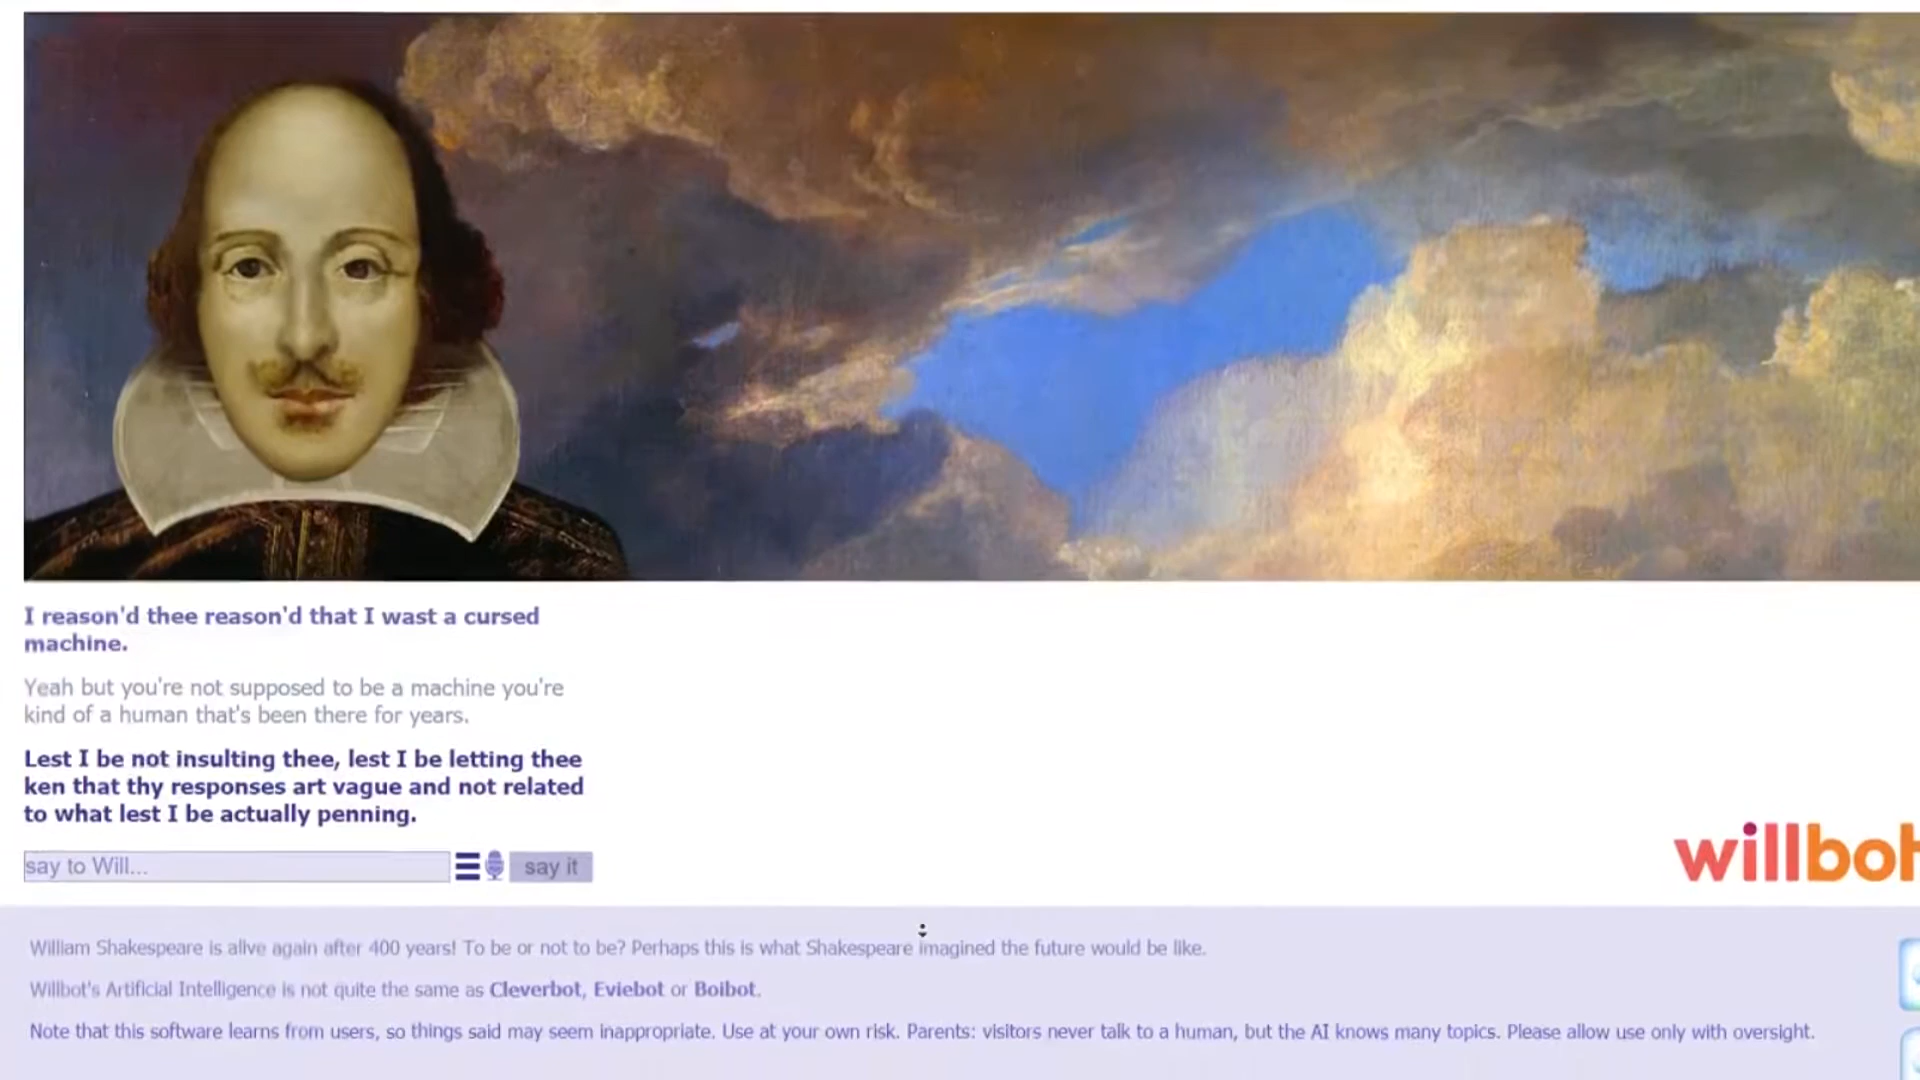 I reason'd thee reason'd that I wast a cursed
machine.
Yeah but you're not supposed to be a machine you're
kind of a human that's been there for years.
Lest I be not insulting thee, lest I be letting thee
ken that thy responses art vague and not related
to what lest I be actually penning.
say to Will...
say it
willbot
William Shakespeare is alive again after 400 years! To be or not to be? Perhaps this is what Shakespeare imagined the future would be like.
Willbot's Artificial Intelligence is not quite the same as Cleverbot, Eviebot or Boibot.
Note that this software learns from users, so things said may seem inappropriate. Use at your own risk. Parents: visitors never talk to a human, but the AI knows many topics. Please allow use only with oversight.